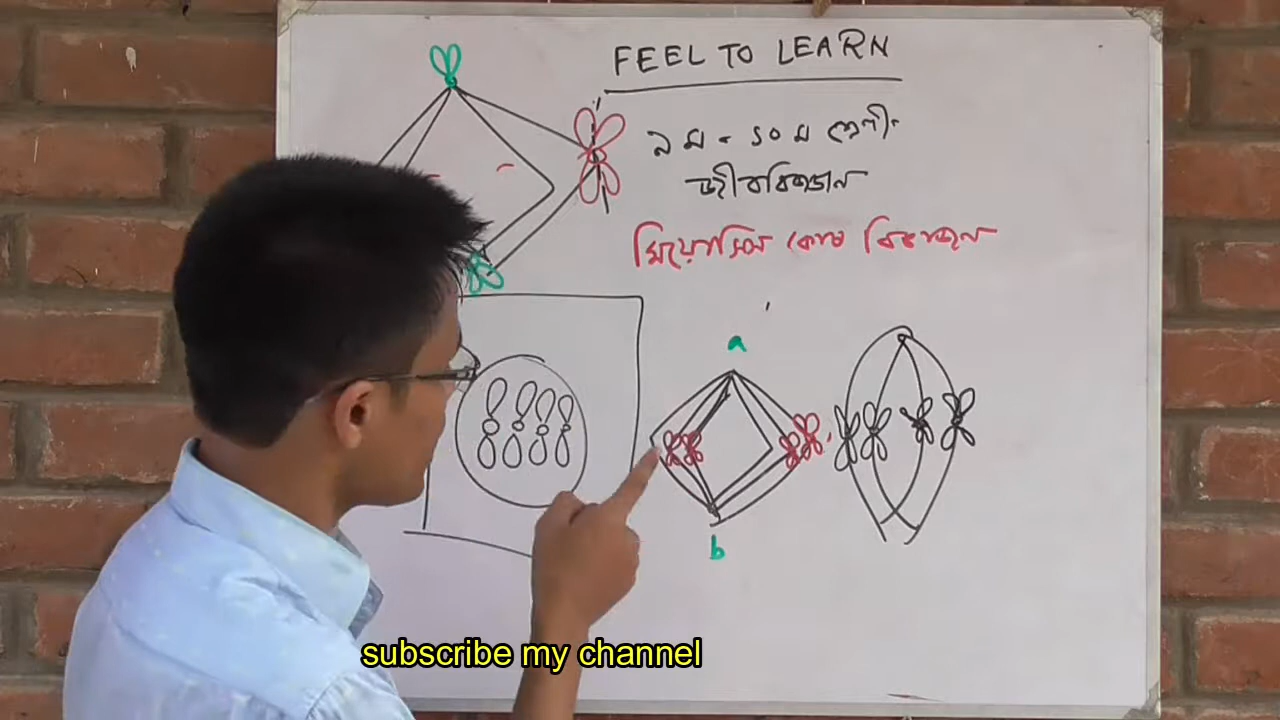 FEEL TO LEARN
৯ম - ১০ম শ্রেণী
জীববিজ্ঞান
মিয়োসিস কোষ বিভাজন
a
b
subscribe my channel